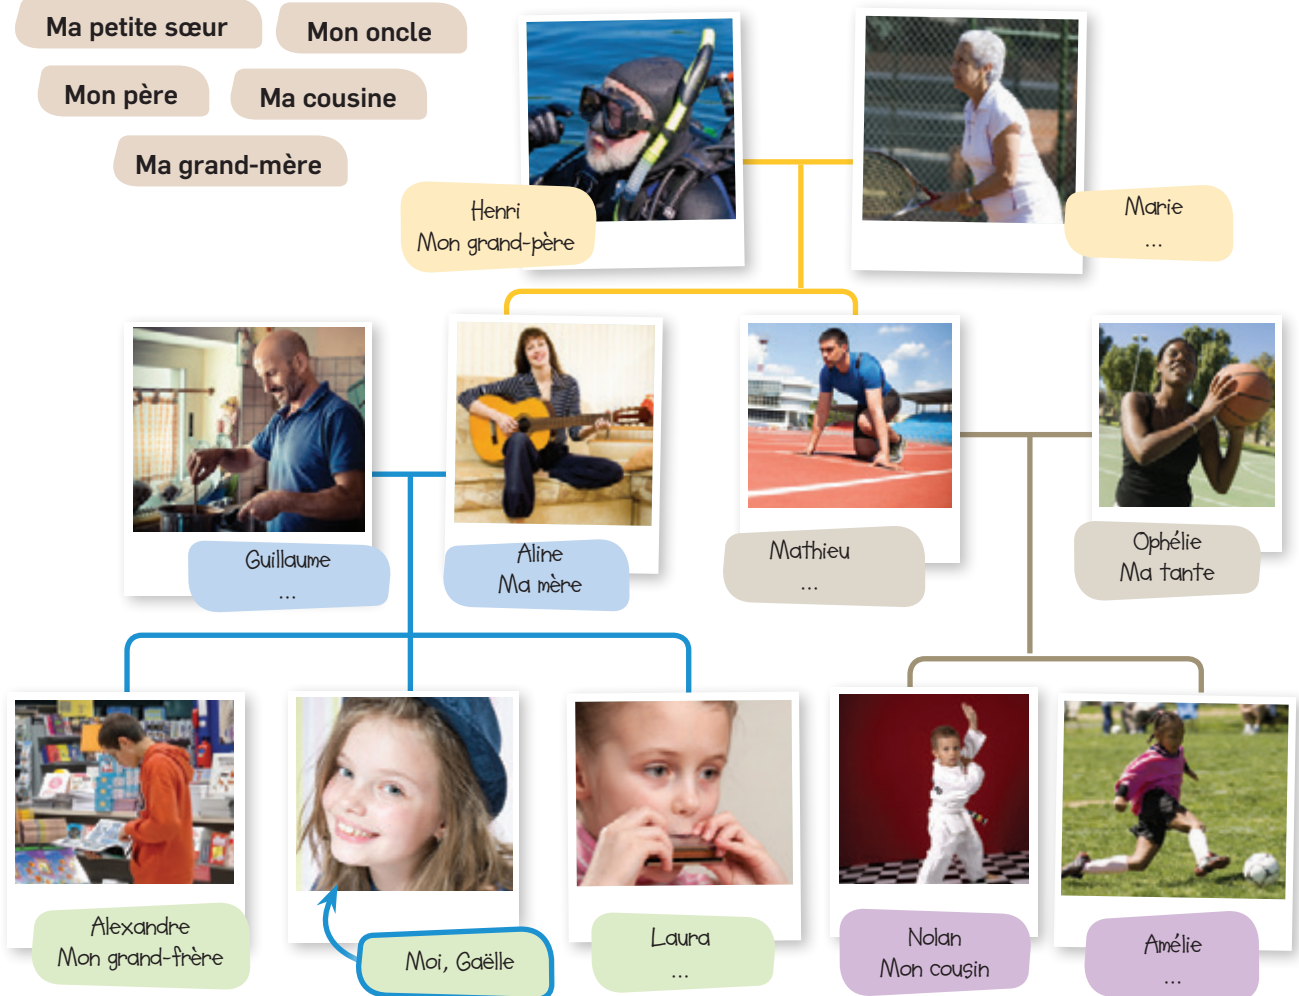 Ma petite sœur
Mon oncle
Mon père
Ma cousine
Ma grand-mère
Henri
Mon grand-père
Marie
...
Guillaume
...
Aline
Ma mère
Mathieu
...
Ophélie
Ma tante
Alexandre
Mon grand-frère
Moi, Gaëlle
Laura
...
Nolan
Mon cousin
Amélie
...